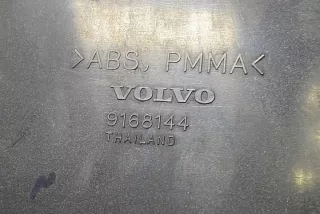 >ABS, PMMA<
VOLVO
9168144
THAILAND